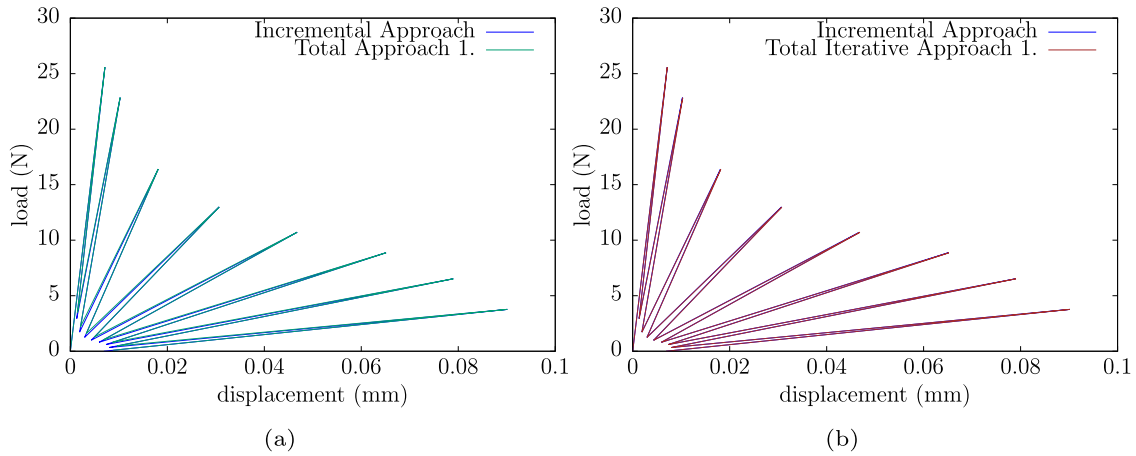 30
25
20
15
10
5
0
load (N)
Incremental Approach
Total Approach 1.
0 0.02 0.04 0.06 0.08 0.1
displacement (mm)
(a)
30
25
20
15
10
5
0
load (N)
Incremental Approach
Total Iterative Approach 1.
0 0.02 0.04 0.06 0.08 0.1
displacement (mm)
(b)